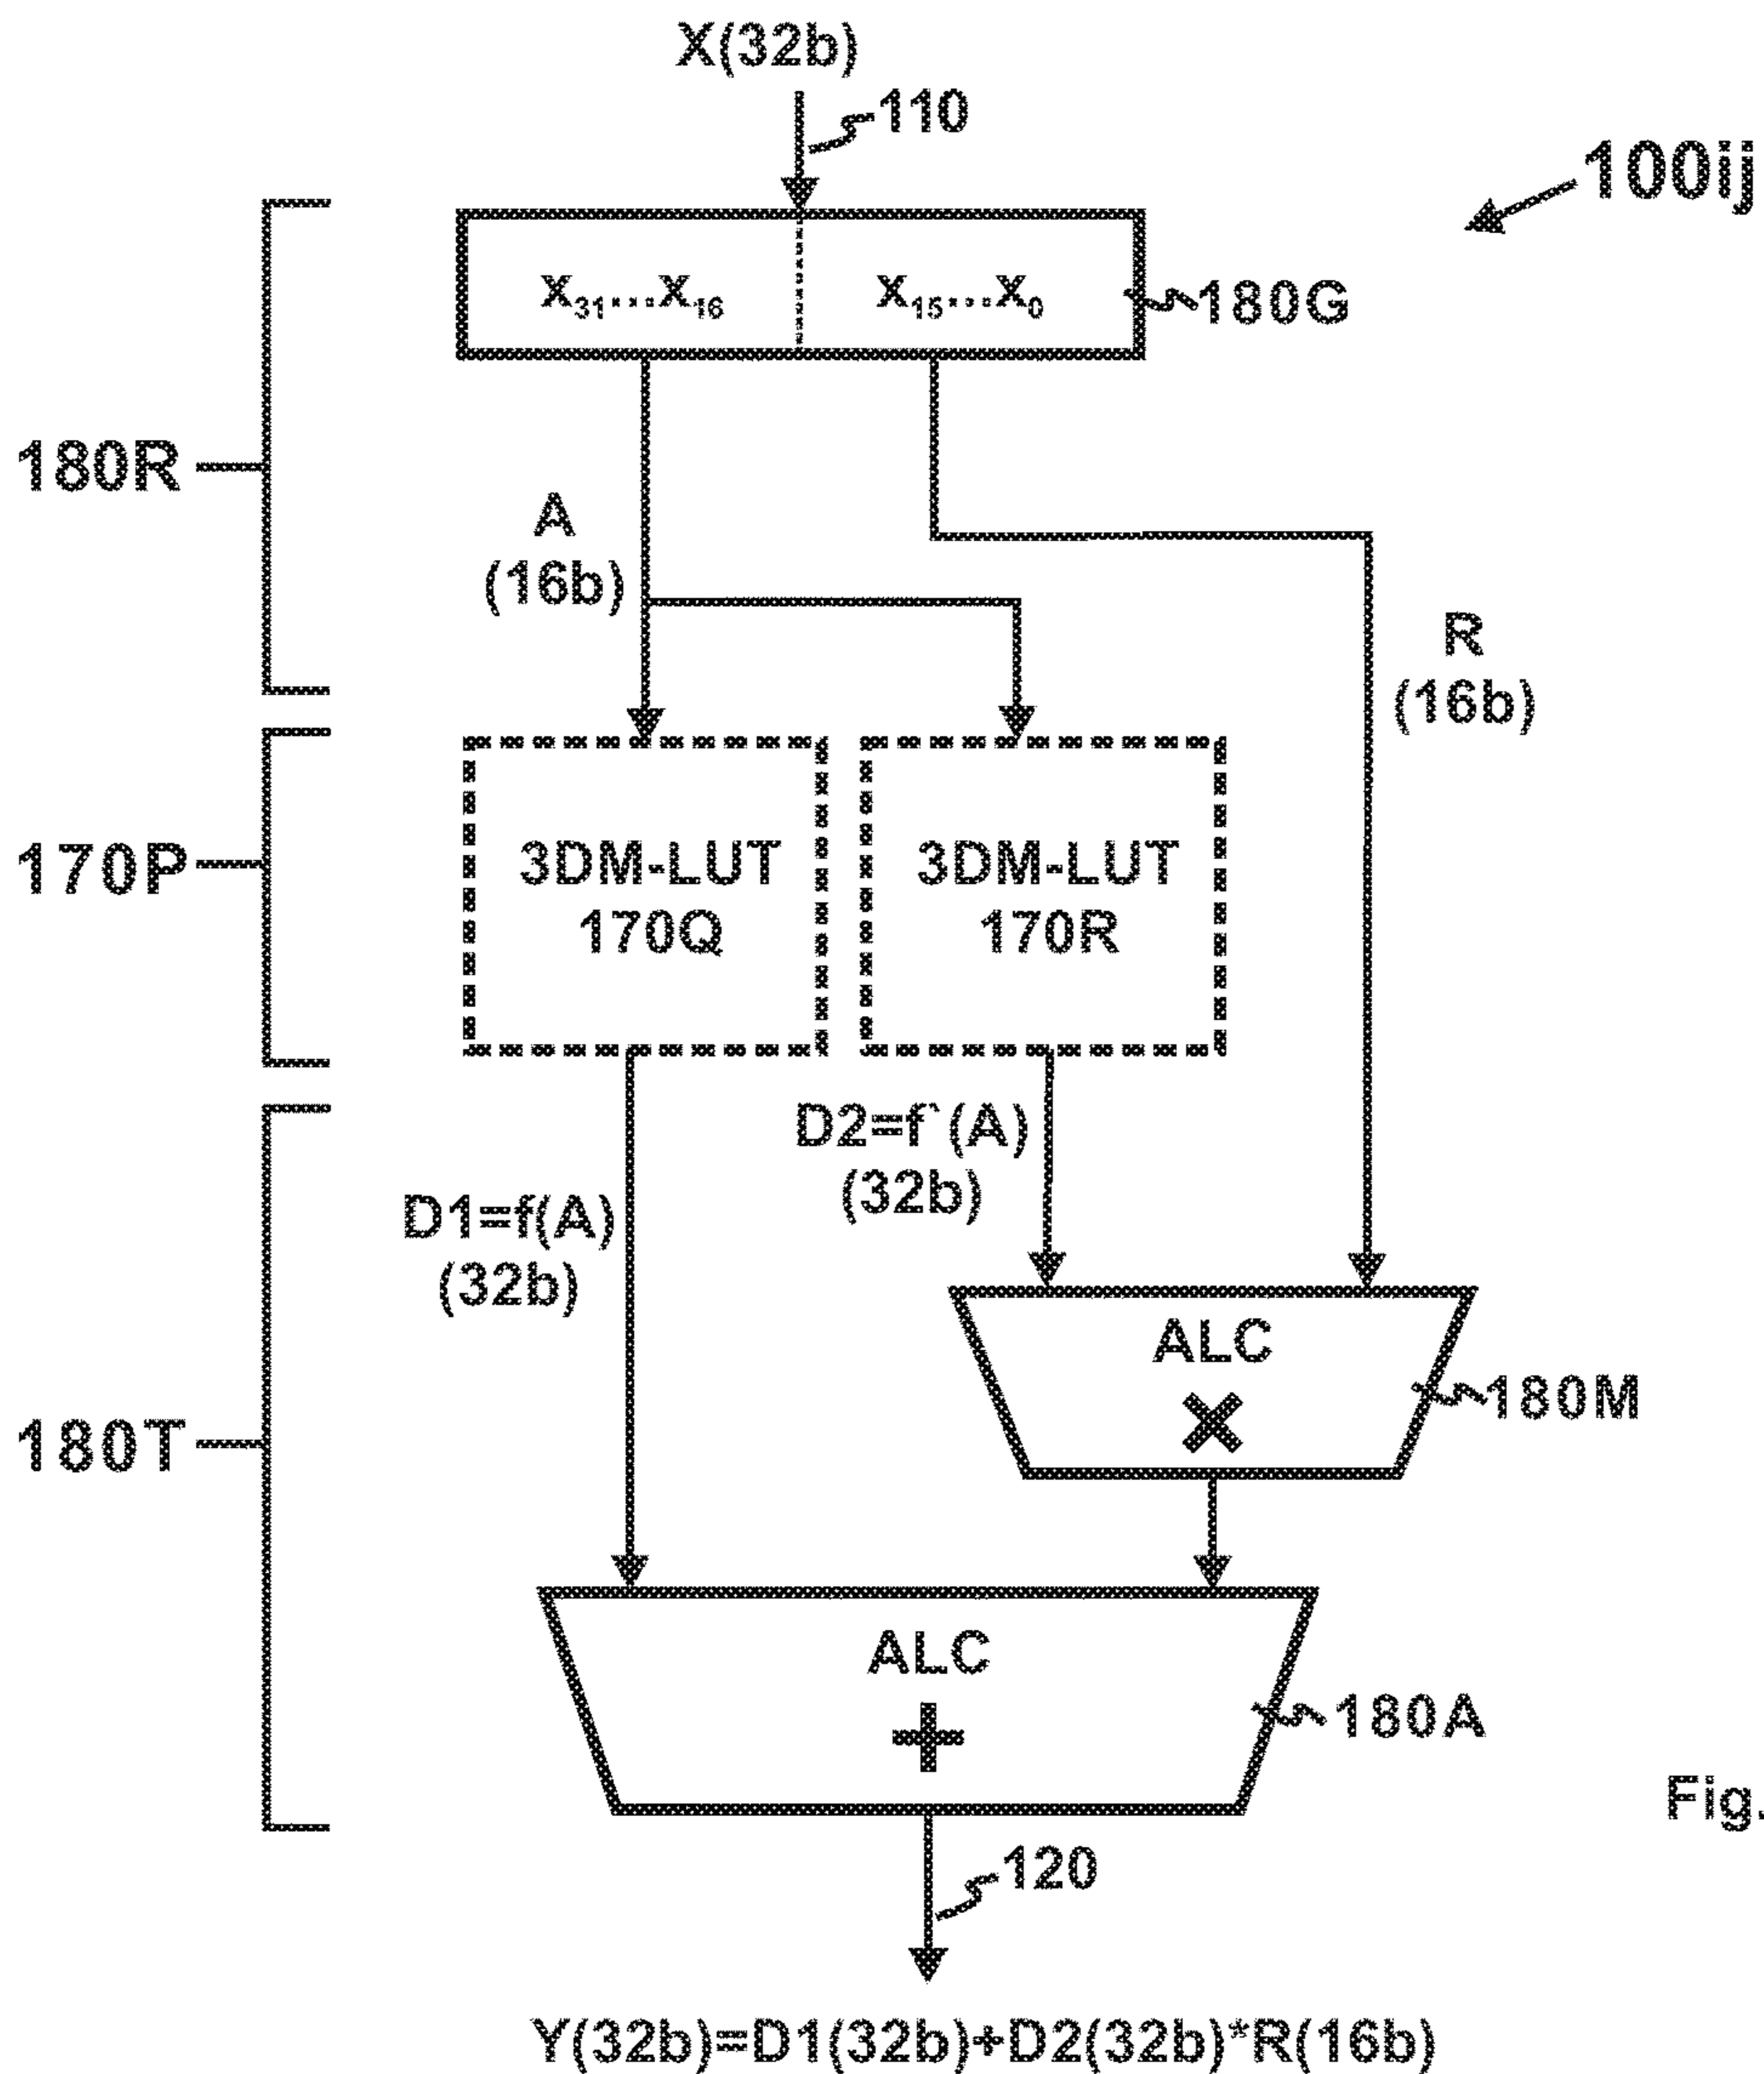 X(32b)
110
100ij
X₃₁...X₁₆
X₁₅...X₀
180G
180R
A
(16b)
R
(16b)
170P
3DM-LUT
170Q
3DM-LUT
170R
D2=f`(A)
(32b)
D1=f(A)
(32b)
ALC
×
180M
180T
ALC
+
180A
Fig.
120
Y(32b)=D1(32b)+D2(32b)*R(16b)